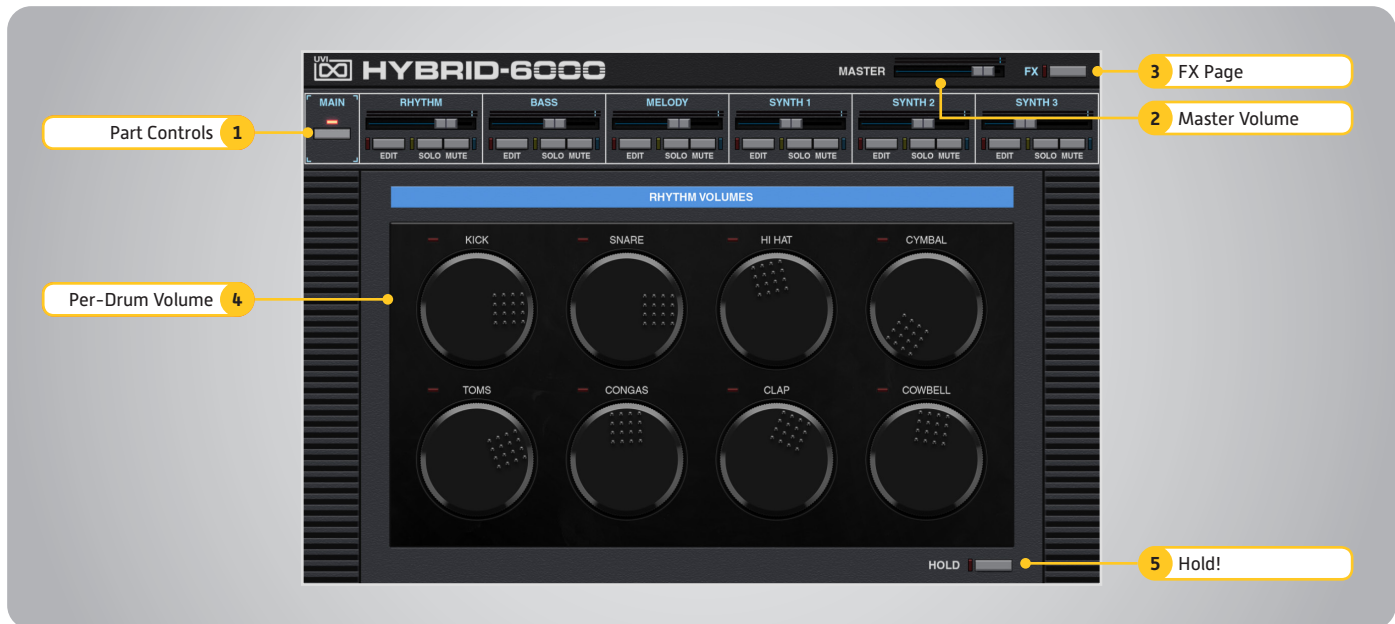 UVI
HYBRID-6000
MASTER
FX
3 FX Page
MAIN
RHYTHM
BASS
MELODY
SYNTH 1
SYNTH 2
SYNTH 3
2 Master Volume
Part Controls 1
EDIT SOLO MUTE
EDIT SOLO MUTE
EDIT SOLO MUTE
EDIT SOLO MUTE
EDIT SOLO MUTE
EDIT SOLO MUTE
RHYTHM VOLUMES
KICK
SNARE
HI HAT
CYMBAL
Per-Drum Volume 4
TOMS
CONGAS
CLAP
COWBELL
HOLD
5 Hold!